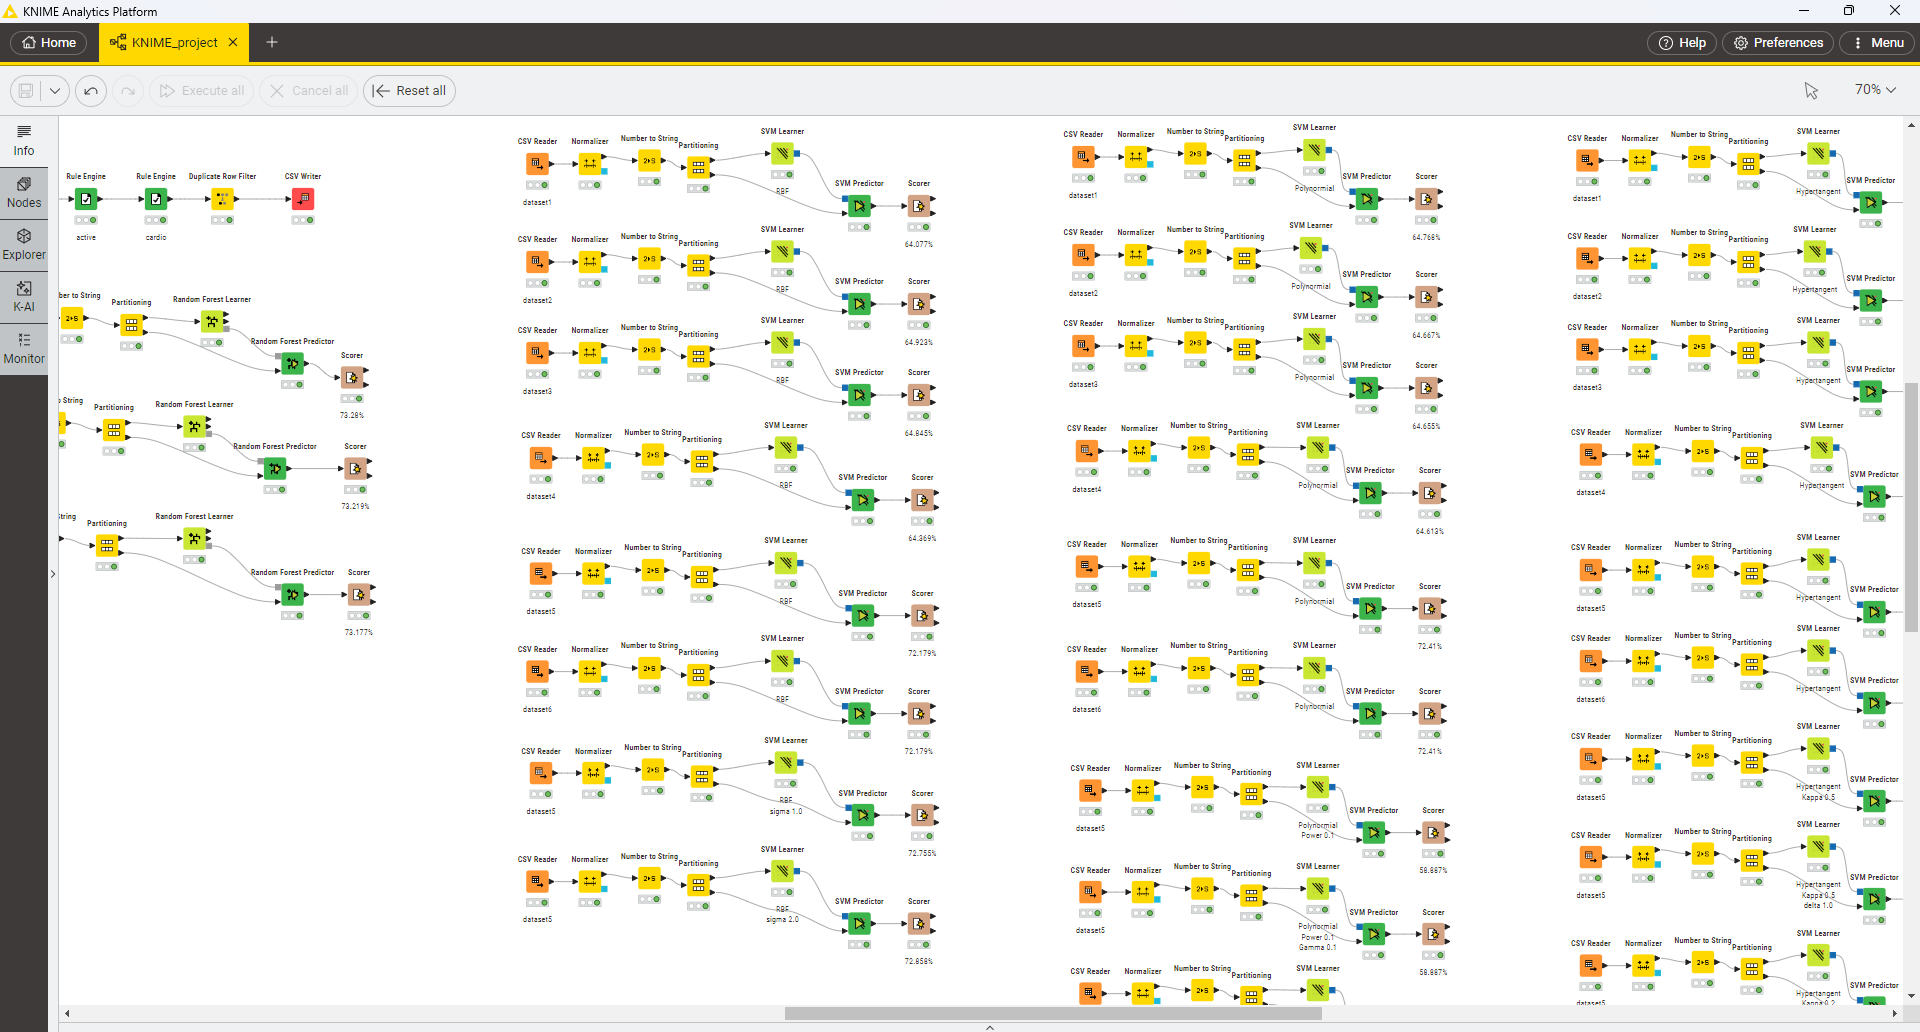 KNIME Analytics Platform
Home
KNIME_project
Help
Preferences
Menu
Execute all
Cancel all
Reset all
70%
Info
Nodes
Explorer
K-AI
Monitor
Rule Engine
Rule Engine
Duplicate Row Filter
CSV Writer
active
cardio
ber to String
Partitioning
Random Forest Learner
Random Forest Predictor
Scorer
73.28%
String
Partitioning
Random Forest Learner
Random Forest Predictor
Scorer
73.219%
String
Partitioning
Random Forest Learner
Random Forest Predictor
Scorer
73.177%
CSV Reader Normalizer Number to String Partitioning SVM Learner
RBF
SVM Predictor Scorer
dataset1
64.077%
CSV Reader Normalizer Number to String Partitioning SVM Learner
RBF
SVM Predictor Scorer
dataset2
64.923%
CSV Reader Normalizer Number to String Partitioning SVM Learner
RBF
SVM Predictor Scorer
dataset3
64.845%
CSV Reader Normalizer Number to String Partitioning SVM Learner
RBF
SVM Predictor Scorer
dataset4
64.369%
CSV Reader Normalizer Number to String Partitioning SVM Learner
RBF
SVM Predictor Scorer
dataset5
72.179%
CSV Reader Normalizer Number to String Partitioning SVM Learner
RBF
SVM Predictor Scorer
dataset6
72.179%
CSV Reader Normalizer Number to String Partitioning SVM Learner
RBF
sigma 1.0
SVM Predictor Scorer
dataset5
72.755%
CSV Reader Normalizer Number to String Partitioning SVM Learner
RBF
sigma 2.0
SVM Predictor Scorer
dataset5
72.858%
CSV Reader Normalizer Number to String Partitioning SVM Learner
Polynormial
SVM Predictor Scorer
dataset1
64.768%
CSV Reader Normalizer Number to String Partitioning SVM Learner
Polynormial
SVM Predictor Scorer
dataset2
64.667%
CSV Reader Normalizer Number to String Partitioning SVM Learner
Polynormial
SVM Predictor Scorer
dataset3
64.655%
CSV Reader Normalizer Number to String Partitioning SVM Learner
Polynormial
SVM Predictor Scorer
dataset4
64.613%
CSV Reader Normalizer Number to String Partitioning SVM Learner
Polynormial
SVM Predictor Scorer
dataset5
72.41%
CSV Reader Normalizer Number to String Partitioning SVM Learner
Polynormial
SVM Predictor Scorer
dataset6
72.41%
CSV Reader Normalizer Number to String Partitioning SVM Learner
Polynormial
Power 0.1
SVM Predictor Scorer
dataset5
58.887%
CSV Reader Normalizer Number to String Partitioning SVM Learner
Polynormial
Power 0.1
Gamma 0.1
SVM Predictor Scorer
dataset5
58.887%
CSV Reader Normalizer Number to String Partitioning SVM Learner
CSV Reader Normalizer Number to String Partitioning SVM Learner
Hypertangent
SVM Predictor
dataset1
CSV Reader Normalizer Number to String Partitioning SVM Learner
Hypertangent
SVM Predictor
dataset2
CSV Reader Normalizer Number to String Partitioning SVM Learner
Hypertangent
SVM Predictor
dataset3
CSV Reader Normalizer Number to String Partitioning SVM Learner
Hypertangent
SVM Predictor
dataset4
CSV Reader Normalizer Number to String Partitioning SVM Learner
Hypertangent
SVM Predictor
dataset5
CSV Reader Normalizer Number to String Partitioning SVM Learner
Hypertangent
SVM Predictor
dataset6
CSV Reader Normalizer Number to String Partitioning SVM Learner
Hypertangent
Kappa 0.5
SVM Predictor
dataset5
CSV Reader Normalizer Number to String Partitioning SVM Learner
Hypertangent
Kappa 0.5
delta 1.0
SVM Predictor
dataset5
CSV Reader Normalizer Number to String Partitioning SVM Learner
Hypertangent
Kappa 0.2
SVM Predictor
dataset5